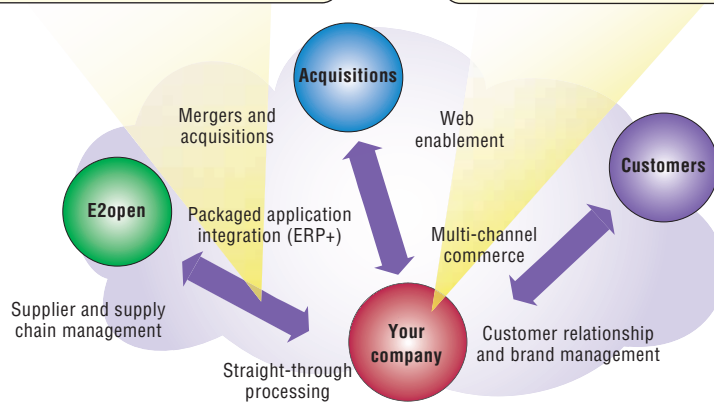 Acquisitions
Mergers and
acquisitions
Web
enablement
Customers
E2open
Packaged application
integration (ERP+)
Multi-channel
commerce
Supplier and supply
chain management
Your
company
Customer relationship
and brand management
Straight-through
processing